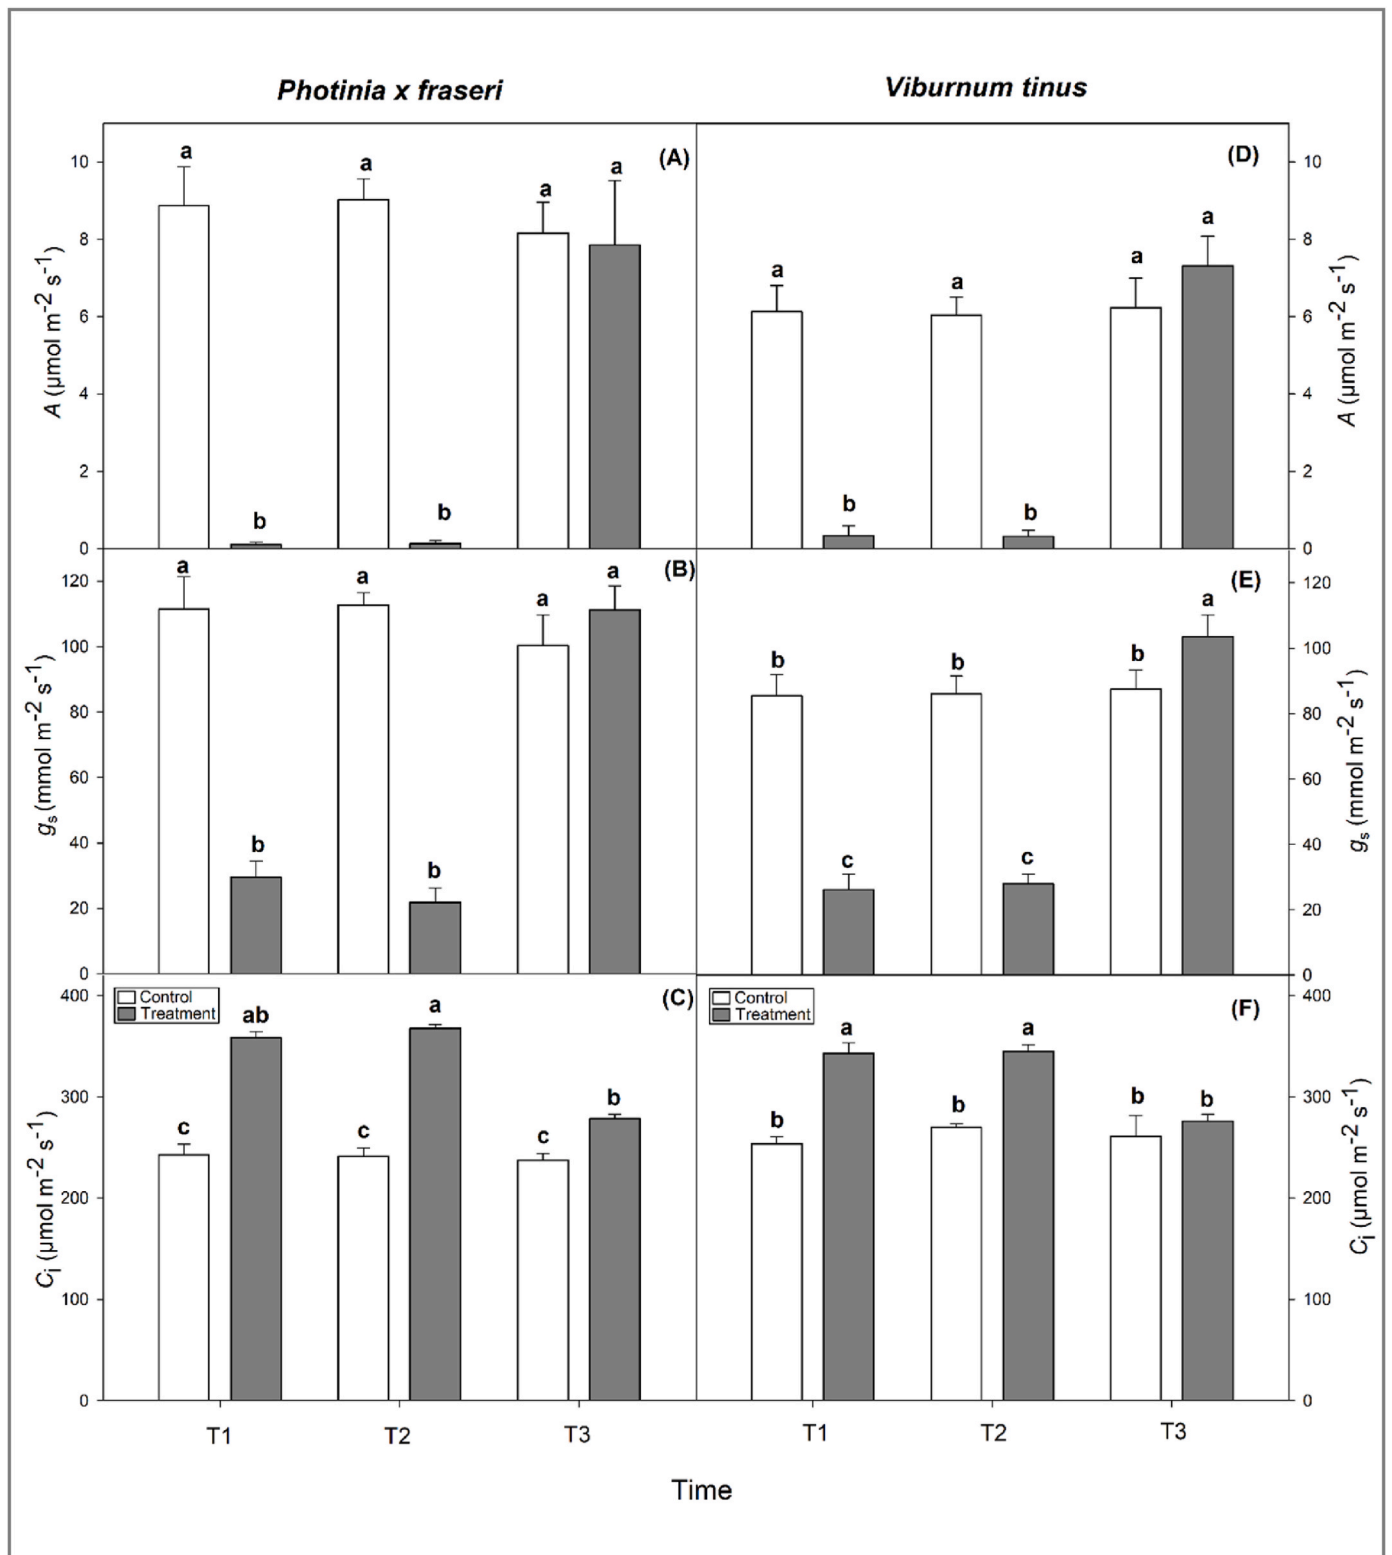 Photinia x fraseri
Viburnum tinus
(A)
A (µmol m-2 s-1)
10
8
6
4
2
0
a
a
a
a
b
b
(D)
A (µmol m-2 s-1)
10
8
6
4
2
0
a
a
a
a
b
b
(B)
gs (mmol m-2 s-1)
120
100
80
60
40
20
0
a
a
a
a
b
b
(E)
gs (mmol m-2 s-1)
120
100
80
60
40
20
0
b
b
b
a
c
c
(C)
Control
Treatment
Ci (µmol m-2 s-1)
400
300
200
100
0
c
ab
c
a
c
b
(F)
Control
Treatment
Ci (µmol m-2 s-1)
400
300
200
100
0
b
a
b
a
b
b
T1 T2 T3
T1 T2 T3
Time